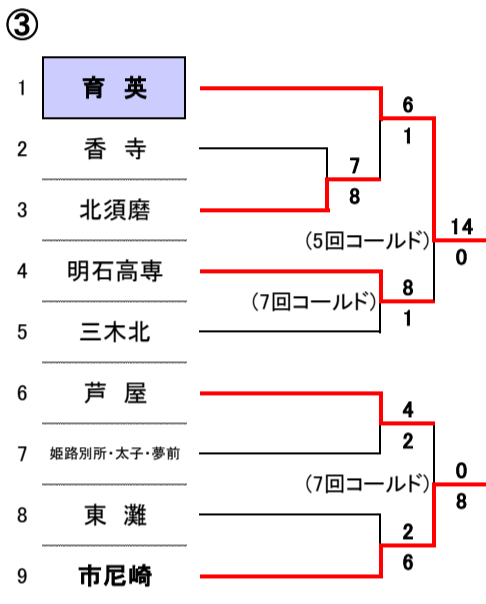 ③
1 育 英
6
1
2 香 寺
7
8
3 北須磨
(5回コールド)
14
0
4 明石高専
(7回コールド)
8
1
5 三木北
6 芦 屋
4
2
7 姫路別所・太子・夢前
(7回コールド)
0
8
8 東 灘
2
6
9 市尼崎